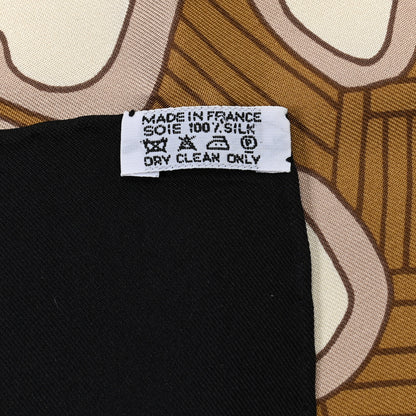 MADE IN FRANCE
SOIE 100% SILK
P
DRY CLEAN ONLY